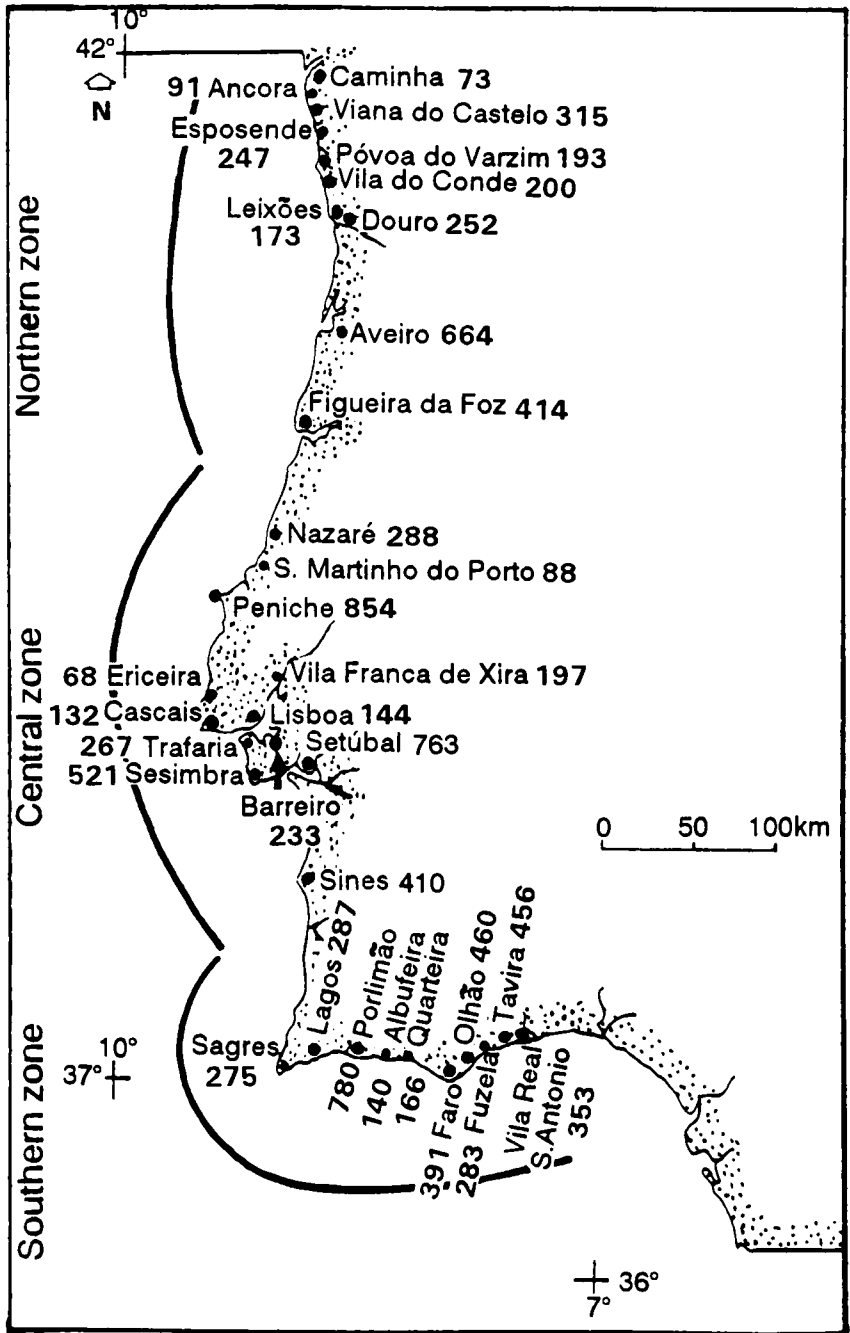 10°
42°
N
Caminha 73
91 Ancora
Viana do Castelo 315
Esposende
247
Póvoa do Varzim 193
Vila do Conde 200
Leixões
173
Douro 252
Northern zone
Aveiro 664
Figueira da Foz 414
Nazaré 288
S. Martinho do Porto 88
Peniche 854
Central zone
68 Ericeira
Vila Franca de Xira 197
132 Cascais
Lisboa 144
267 Trafaria
Setúbal 763
521 Sesimbra
Barreiro
233
0 50 100km
Sines 410
Southern zone
Sagres
275
Lagos 287
Porlimão
780
Albufeira
140
Quarteira
166
391 Faro
Olhão 460
283 Fuzela
Tavira 456
Vila Real
S.Antonio
353
10°
37°
36°
7°